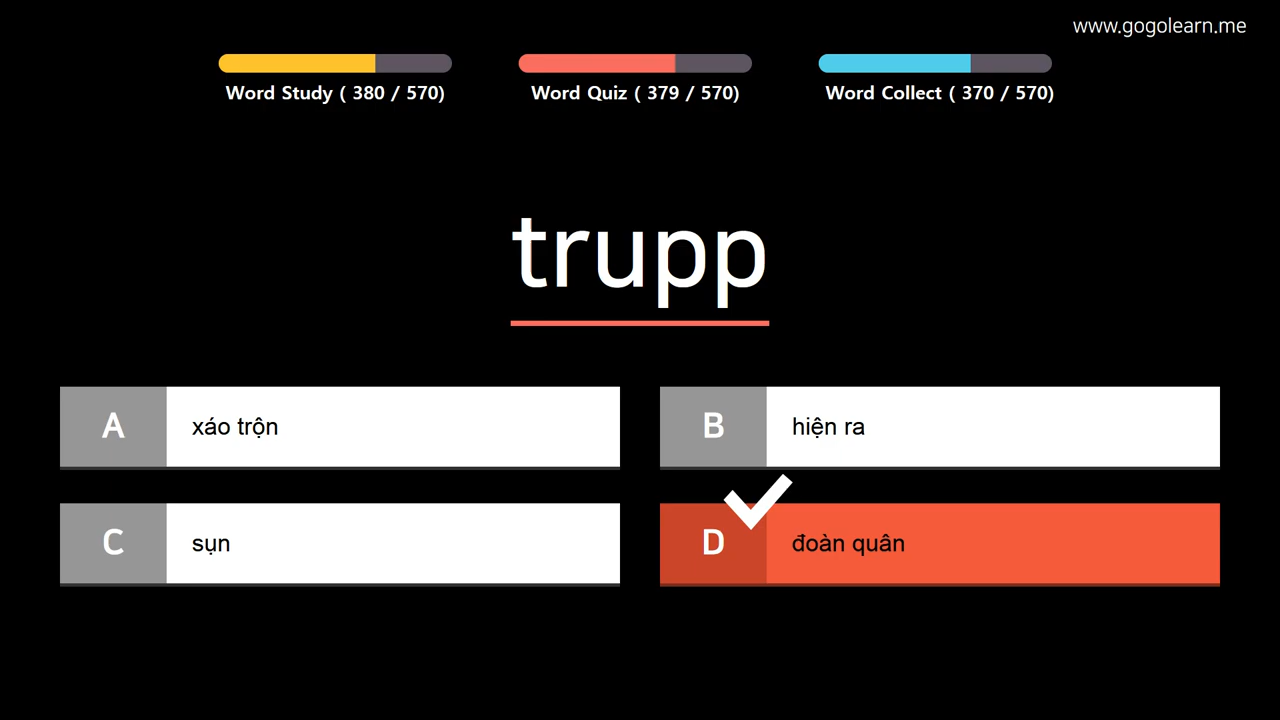 www.gogolearn.me
Word Study ( 380 / 570)
Word Quiz ( 379 / 570)
Word Collect ( 370 / 570)
trupp
A xáo trộn
B hiện ra
C sụn
D đoàn quân